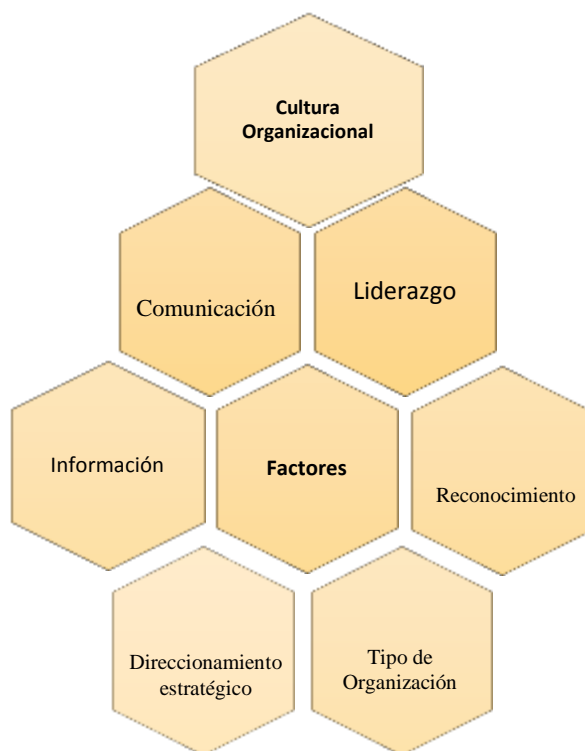 Cultura
Organizacional
Comunicación
Liderazgo
Información
Factores
Reconocimiento
Direccionamiento
estratégico
Tipo de
Organización